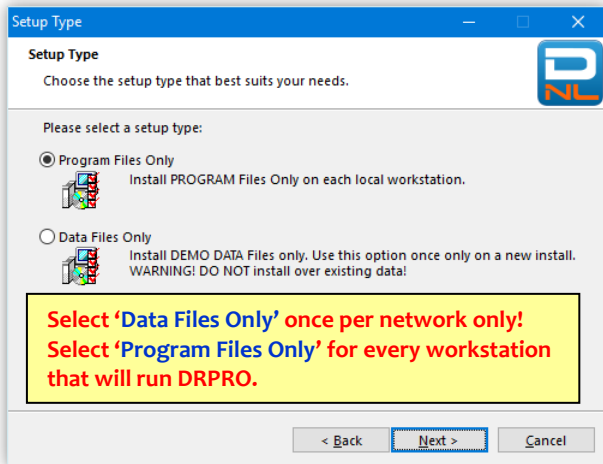 Setup Type
Setup Type
Choose the setup type that best suits your needs.
D
NL
Please select a setup type:
Program Files Only
Install PROGRAM Files Only on each local workstation.
Data Files Only
Install DEMO DATA Files only. Use this option once only on a new install.
WARNING! DO NOT install over existing data!
Select ‘Data Files Only’ once per network only!
Select ‘Program Files Only’ for every workstation
that will run DRPRO.
< Back
Next >
Cancel